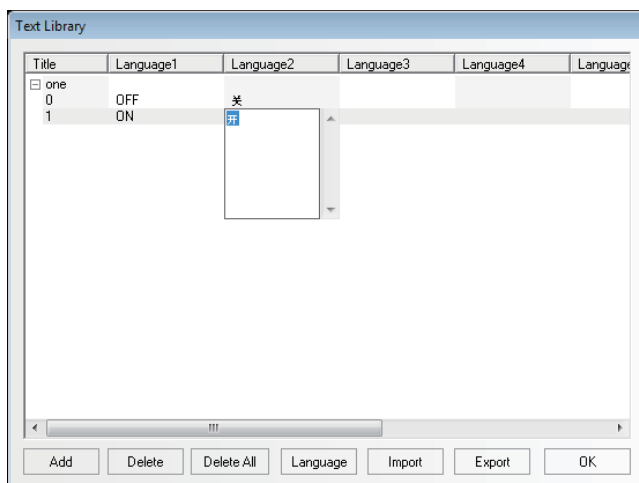 Text Library
Title Language1 Language2 Language3 Language4 Language
one
0 OFF 关
1 ON 开
Add Delete Delete All Language Import Export OK